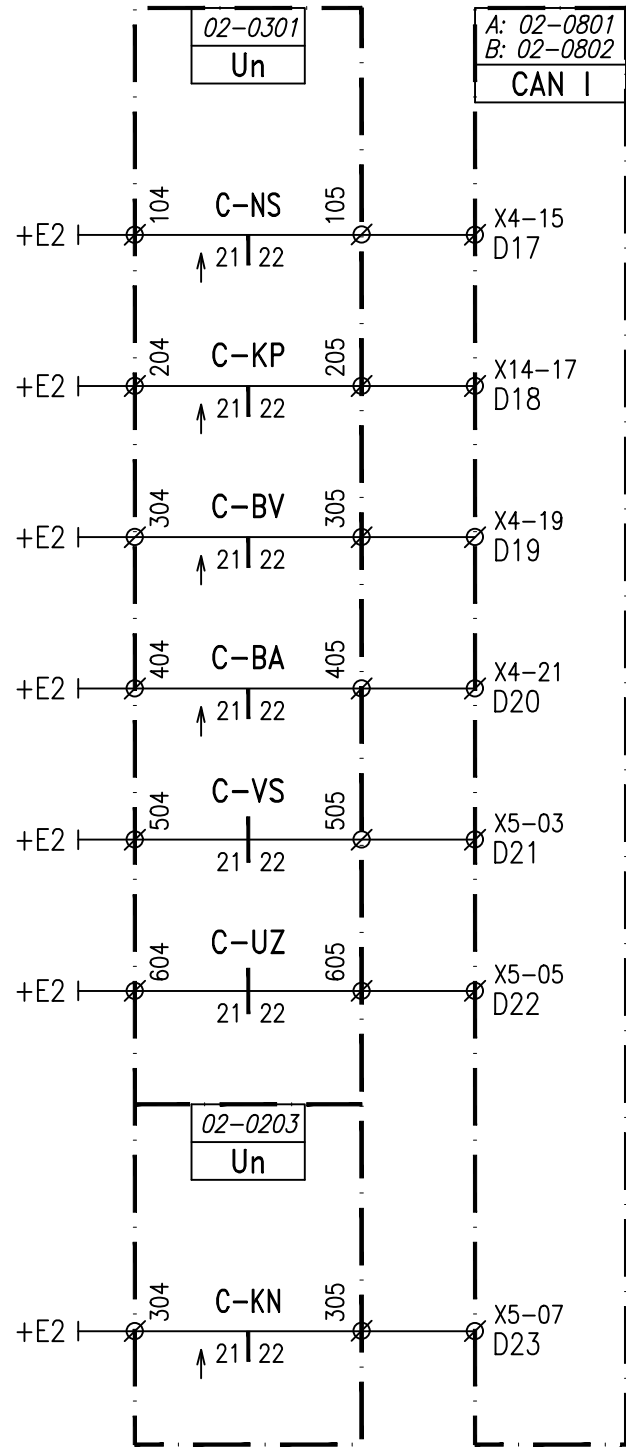 02-0301
Un
A: 02-0801
B: 02-0802
CAN I
+E2 104 C-NS 105 X4-15
21 22 D17
+E2 204 C-KP 205 X14-17
21 22 D18
+E2 304 C-BV 305 X4-19
21 22 D19
+E2 404 C-BA 405 X4-21
21 22 D20
+E2 504 C-VS 505 X5-03
21 22 D21
+E2 604 C-UZ 605 X5-05
21 22 D22
02-0203
Un
+E2 304 C-KN 305 X5-07
21 22 D23